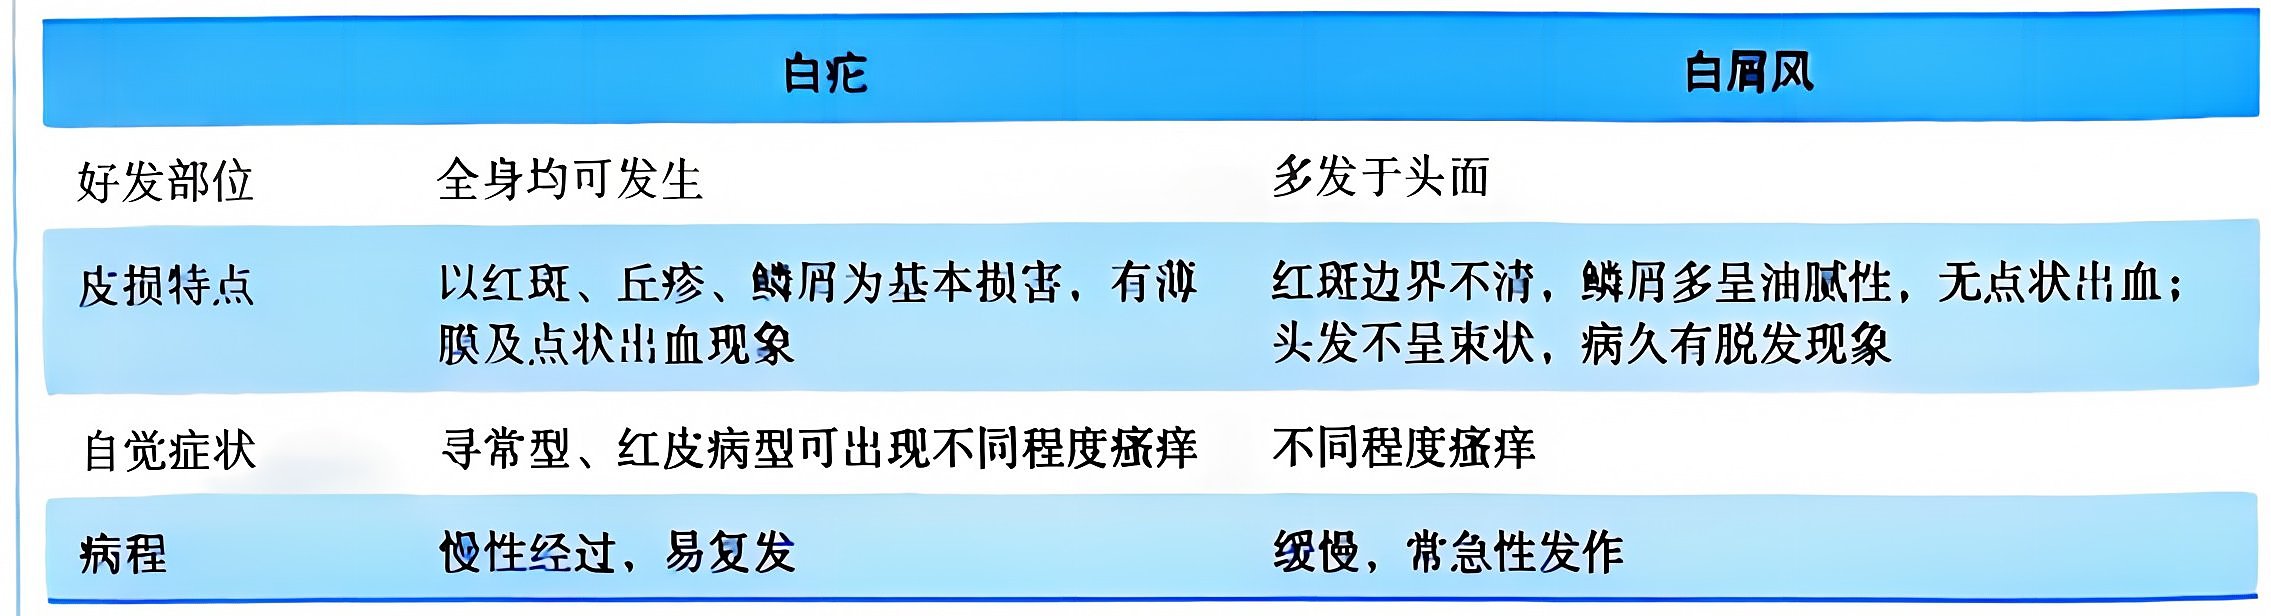 白疕 白屑风
好发部位 全身均可发生 多发于头面
皮损特点 以红斑、丘疹、鳞屑为基本损害，有薄 红斑边界不清，鳞屑多呈油腻性，无点状出血；
膜及点状出血现象 头发不呈束状，病久有脱发现象
自觉症状 寻常型、红皮病型可出现不同程度瘙痒 不同程度瘙痒
病程 慢性经过，易复发 缓慢，常急性发作